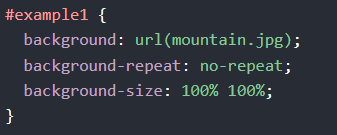 #example1 {
  background: url(mountain.jpg);
  background-repeat: no-repeat;
  background-size: 100% 100%;
}